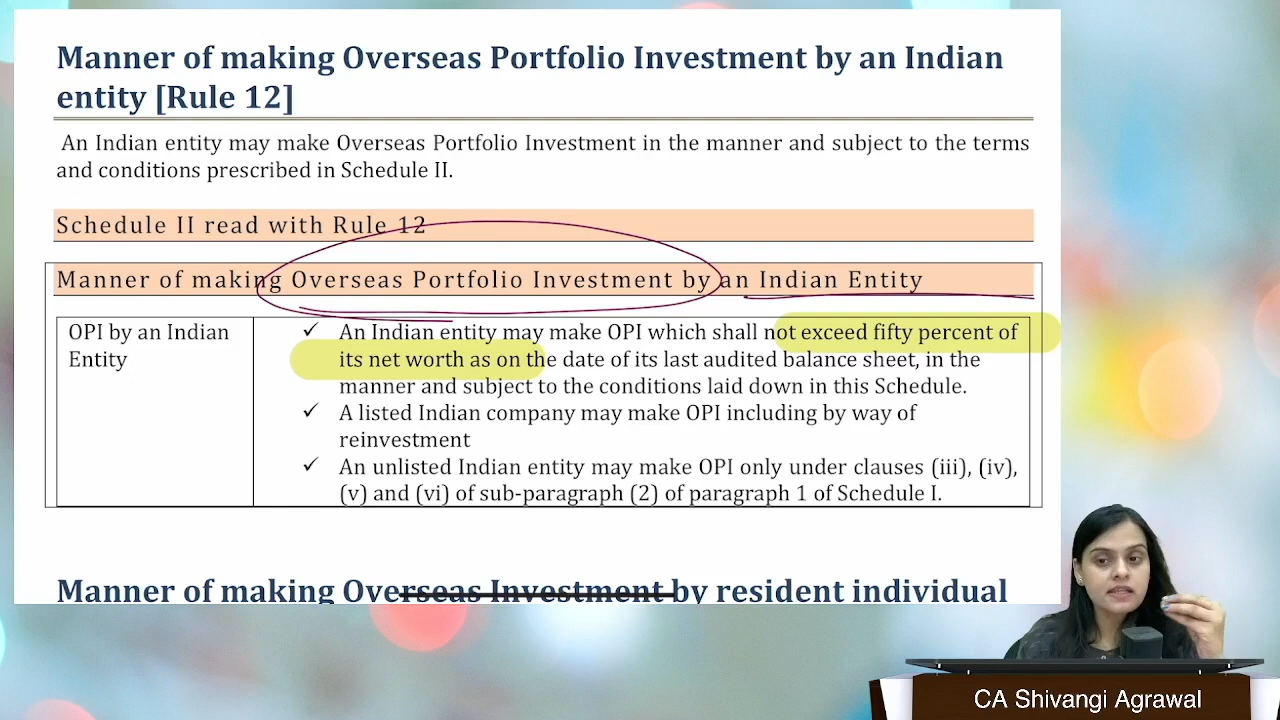 Manner of making Overseas Portfolio Investment by an Indian
entity [Rule 12]
An Indian entity may make Overseas Portfolio Investment in the manner and subject to the terms
and conditions prescribed in Schedule II.
Schedule II read with Rule 12
Manner of making Overseas Portfolio Investment by an Indian Entity
OPI by an Indian
Entity
✓ An Indian entity may make OPI which shall not exceed fifty percent of
its net worth as on the date of its last audited balance sheet, in the
manner and subject to the conditions laid down in this Schedule.
✓ A listed Indian company may make OPI including by way of
reinvestment
✓ An unlisted Indian entity may make OPI only under clauses (iii), (iv),
(v) and (vi) of sub-paragraph (2) of paragraph 1 of Schedule I.
Manner of making Overseas Investment by resident individual
CA Shivangi Agrawal